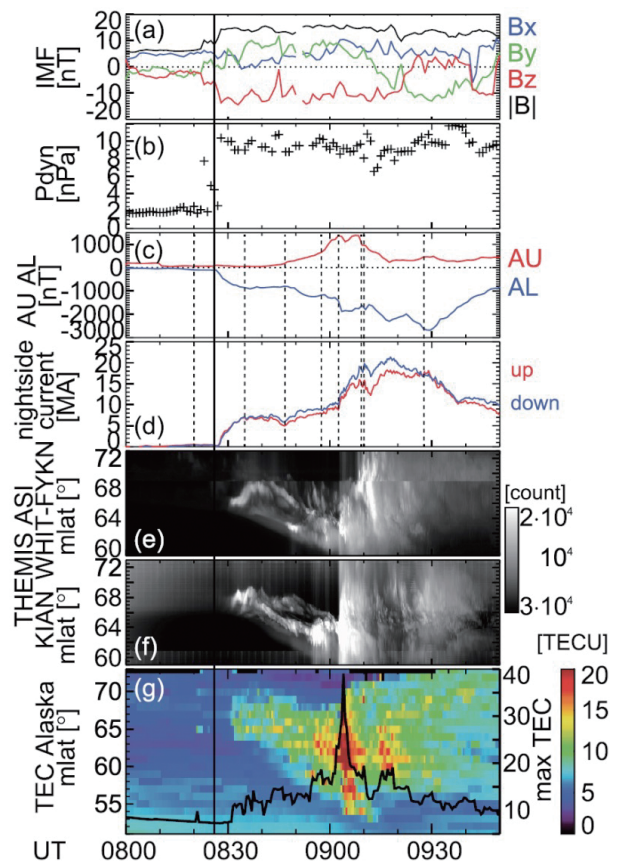 (a)
IMF
[nT]
20
10
0
-10
-20
Bx
By
Bz
|B|
(b)
Pdyn
[nPa]
10
8
6
4
2
0
(c)
AU AL
[nT]
1000
0
-1000
-2000
-3000
AU
AL
(d)
nightside
current
[MA]
25
20
15
10
5
0
up
down
THEMIS ASI
KIAN WHIT-FYKN
mlat [°]
mlat [°]
72
68
64
60
(e)
72
68
64
60
(f)
[count]
2·10⁴
10⁴
3·10⁴
(g)
TEC Alaska
mlat [°]
70
65
60
55
40
30
20
10
max TEC
[TECU]
20
15
10
5
0
UT
0800
0830
0900
0930